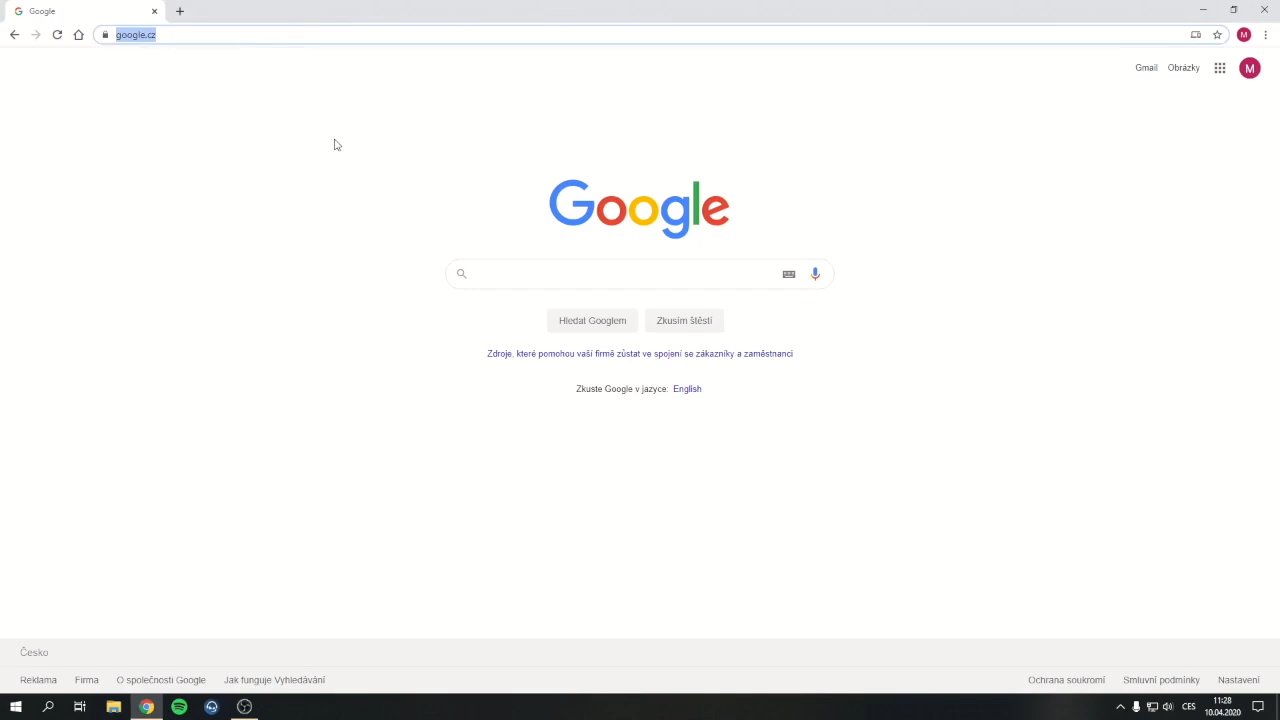 Google
google.cz
M
Gmail
Obrázky
M
Google
Hledat Googlem
Zkusím štěstí
Zdroje, které pomohou vaší firmě zůstat ve spojení se zákazníky a zaměstnanci
Zkuste Google v jazyce: English
Česko
Reklama
Firma
O společnosti Google
Jak funguje Vyhledávání
Ochrana soukromí
Smluvní podmínky
Nastavení
CES
11:28
10.04.2020